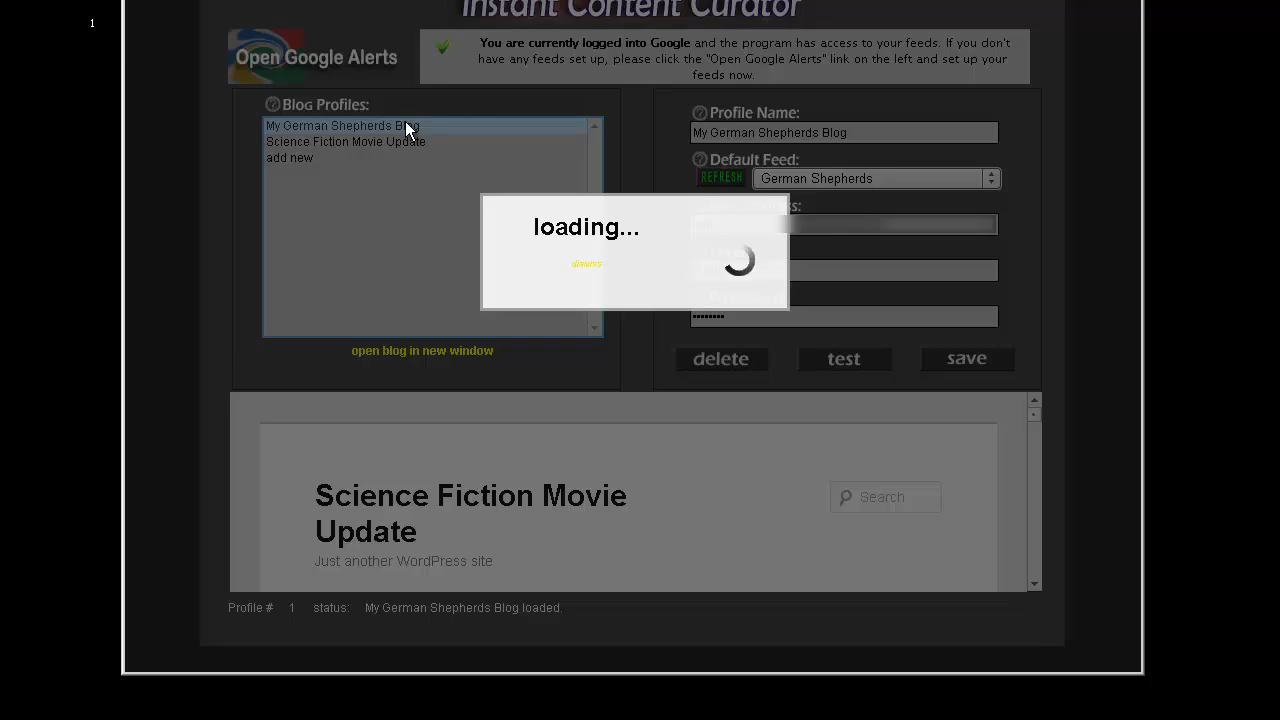 1
Instant Content Curator
Open Google Alerts
You are currently logged into Google and the program has access to your feeds. If you don't
have any feeds set up, please click the "Open Google Alerts" link on the left and set up your
feeds now.
Blog Profiles:
My German Shepherds Blog
Science Fiction Movie Update
add new
open blog in new window
Profile Name:
My German Shepherds Blog
Default Feed:
REFRESH
German Shepherds
loading...
dismiss
delete
test
save
Science Fiction Movie
Update
Just another WordPress site
Search
Profile # 1 status: My German Shepherds Blog loaded.